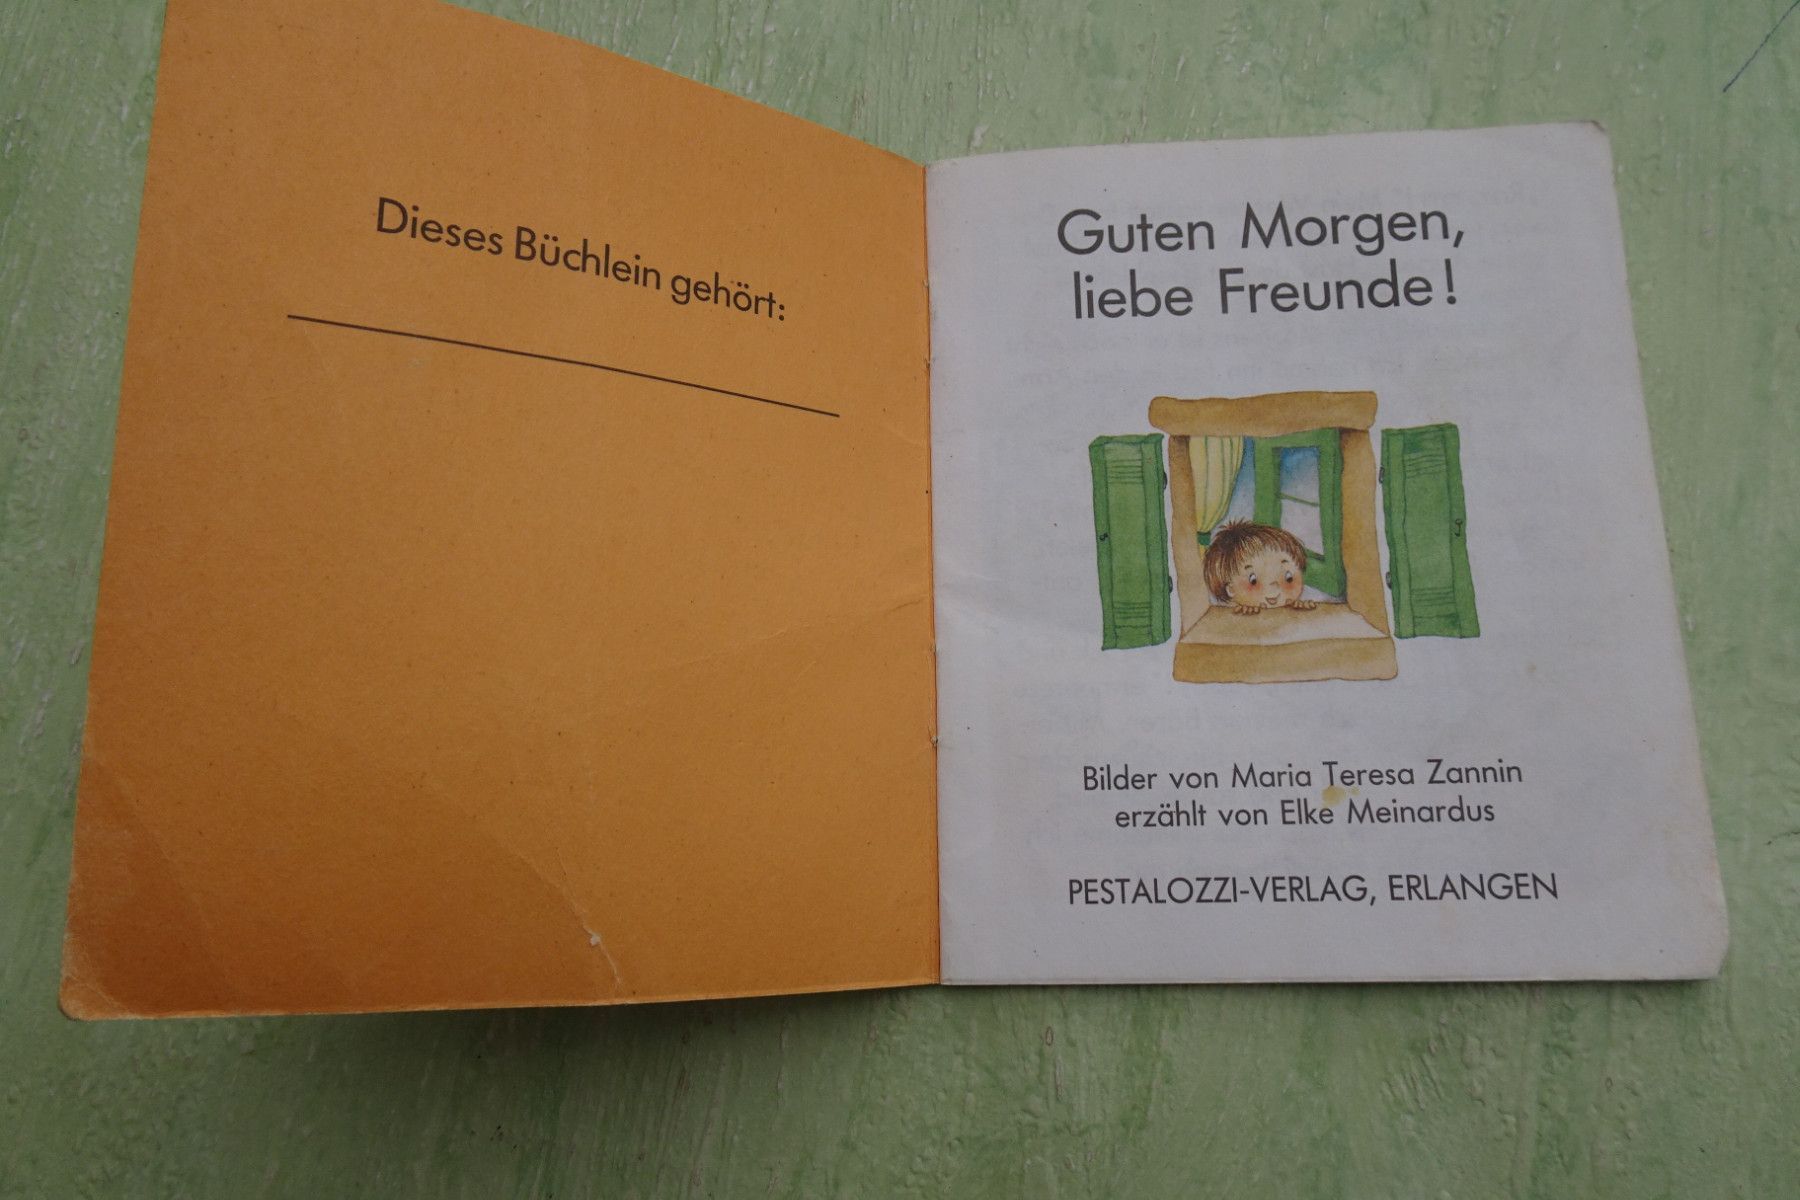 Dieses Büchlein gehört:
Guten Morgen,
liebe Freunde!
Bilder von Maria Teresa Zannin
erzählt von Elke Meinardus
PESTALOZZI-VERLAG, ERLANGEN